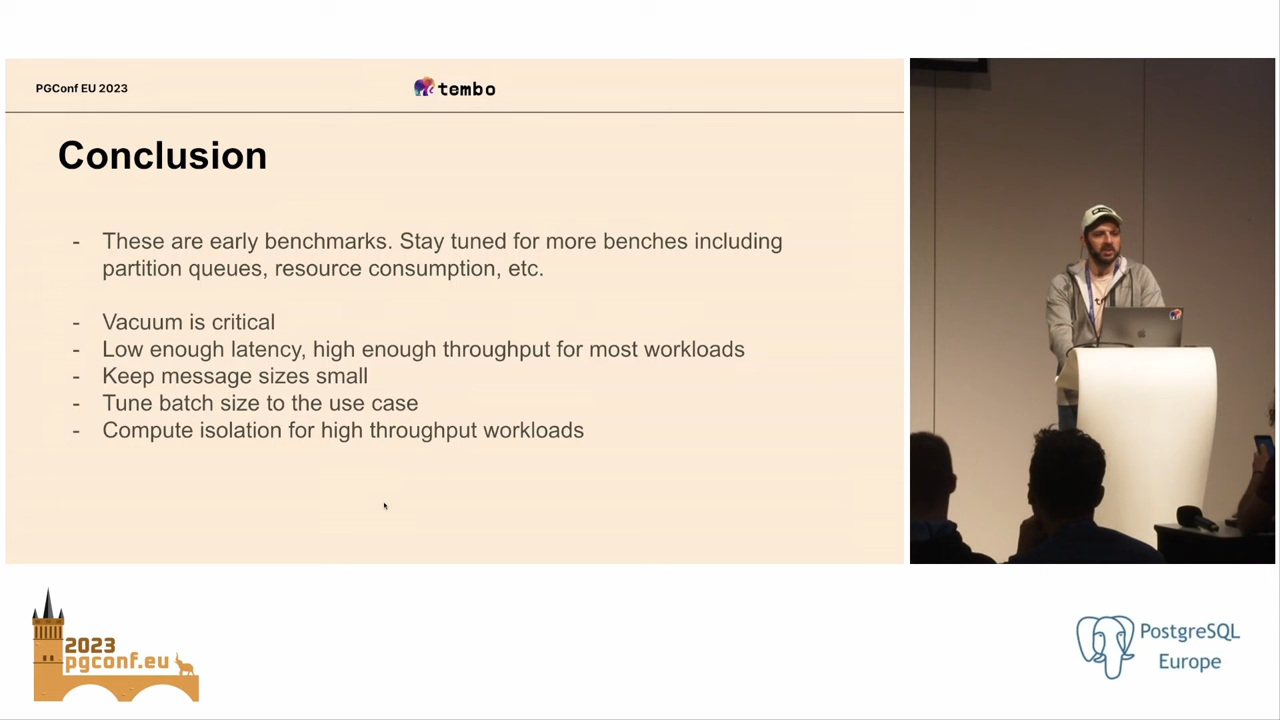 PGConf EU 2023
tembo
Conclusion
- These are early benchmarks. Stay tuned for more benches including
partition queues, resource consumption, etc.
- Vacuum is critical
- Low enough latency, high enough throughput for most workloads
- Keep message sizes small
- Tune batch size to the use case
- Compute isolation for high throughput workloads
2023
pgconf.eu
PostgreSQL
Europe